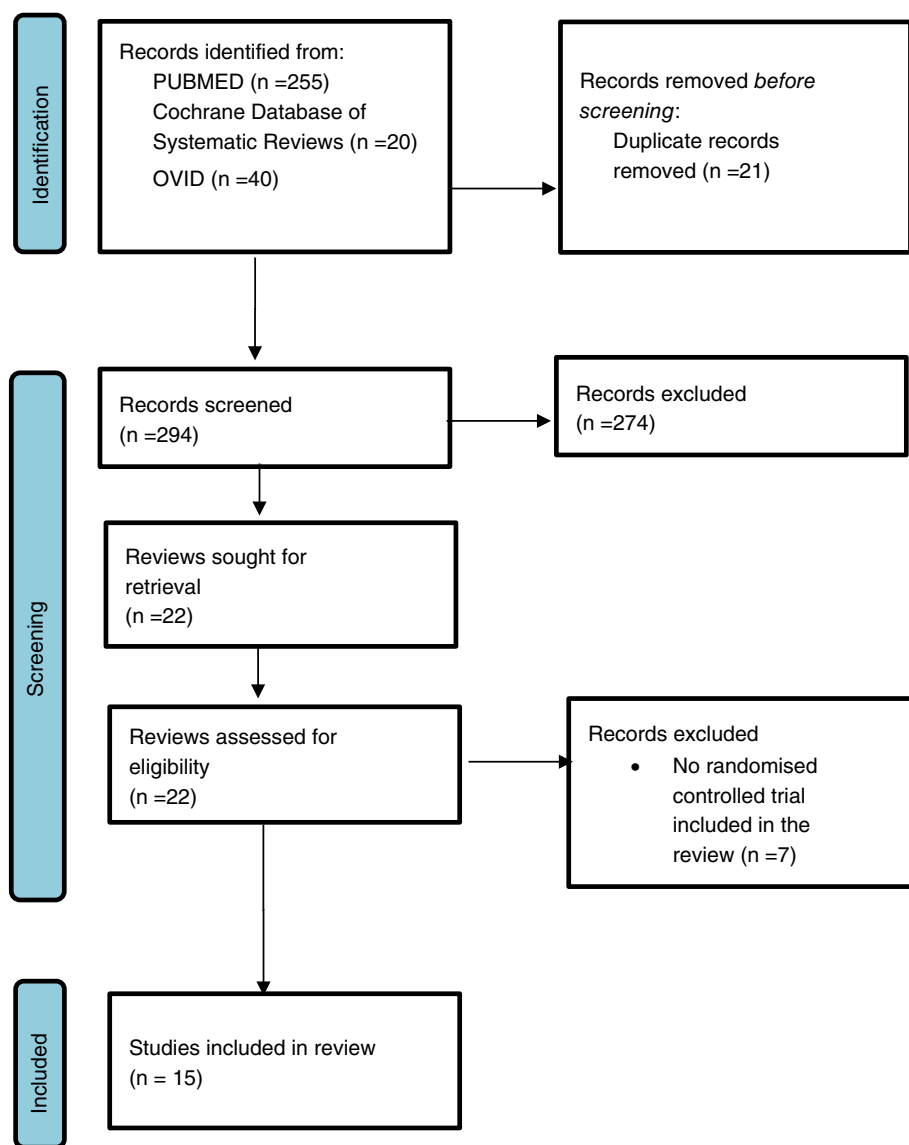 Identification
Records identified from:
PUBMED (n =255)
Cochrane Database of
Systematic Reviews (n =20)
OVID (n =40)
Records removed before
screening:
Duplicate records
removed (n =21)
Screening
Records screened
(n =294)
Records excluded
(n =274)
Reviews sought for
retrieval
(n =22)
Reviews assessed for
eligibility
(n =22)
Records excluded
• No randomised
controlled trial
included in the
review (n =7)
Included
Studies included in review
(n = 15)